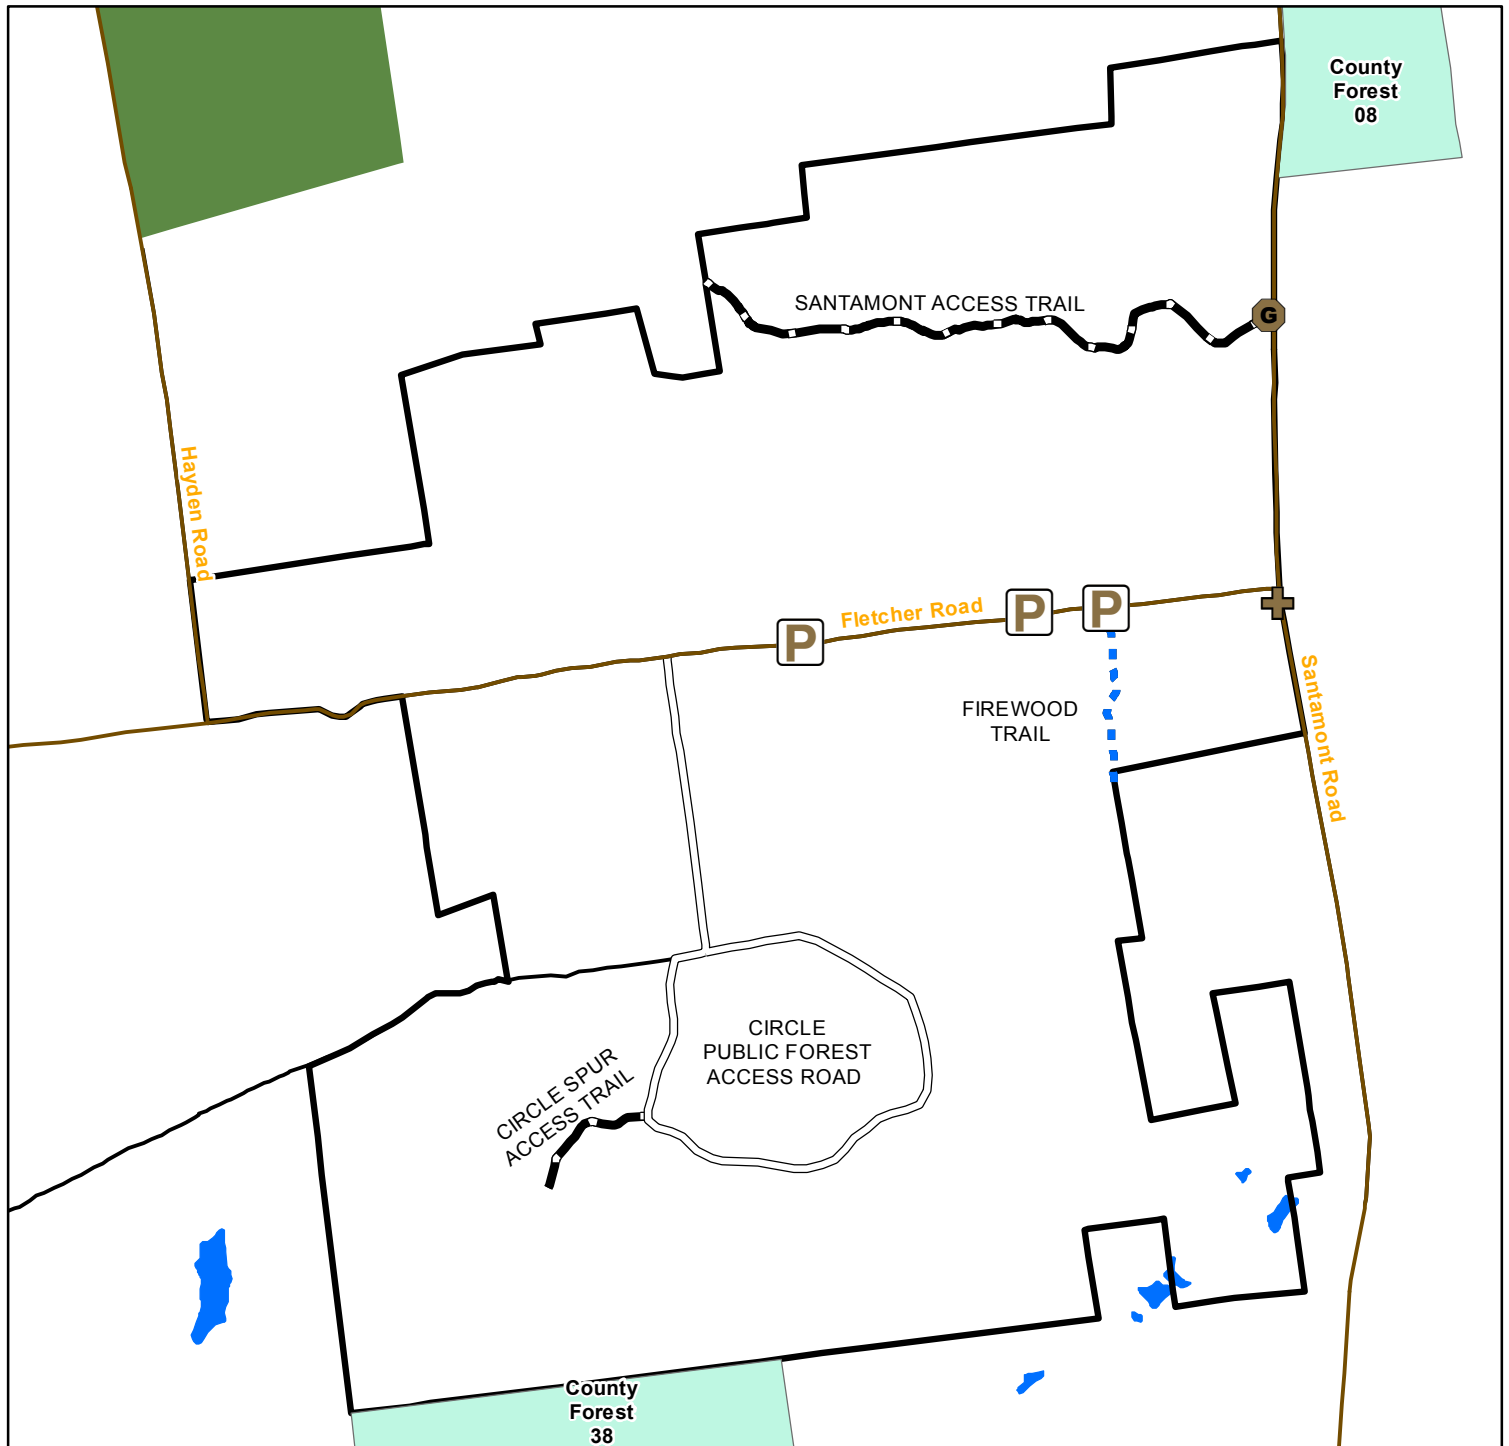 County
Forest
08
SANTAMONT ACCESS TRAIL
G
Hayden Road
P
Fletcher Road
P
P
FIREWOOD
TRAIL
Santamont Road
CIRCLE
PUBLIC FOREST
ACCESS ROAD
CIRCLE SPUR
ACCESS TRAIL
County
Forest
38